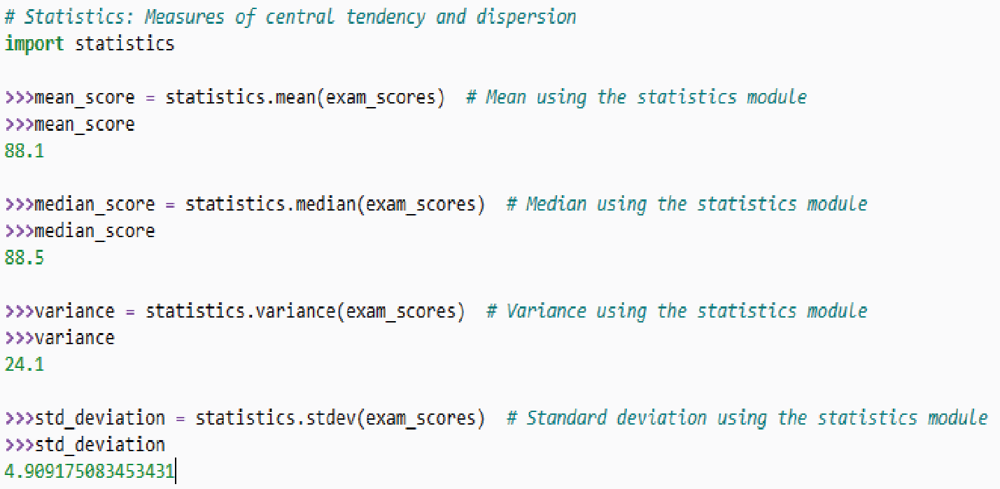 # Statistics: Measures of central tendency and dispersion
import statistics
>>>mean_score = statistics.mean(exam_scores)  # Mean using the statistics module
>>>mean_score
88.1
>>>median_score = statistics.median(exam_scores)  # Median using the statistics module
>>>median_score
88.5
>>>variance = statistics.variance(exam_scores)  # Variance using the statistics module
>>>variance
24.1
>>>std_deviation = statistics.stdev(exam_scores)  # Standard deviation using the statistics module
>>>std_deviation
4.909175083453431